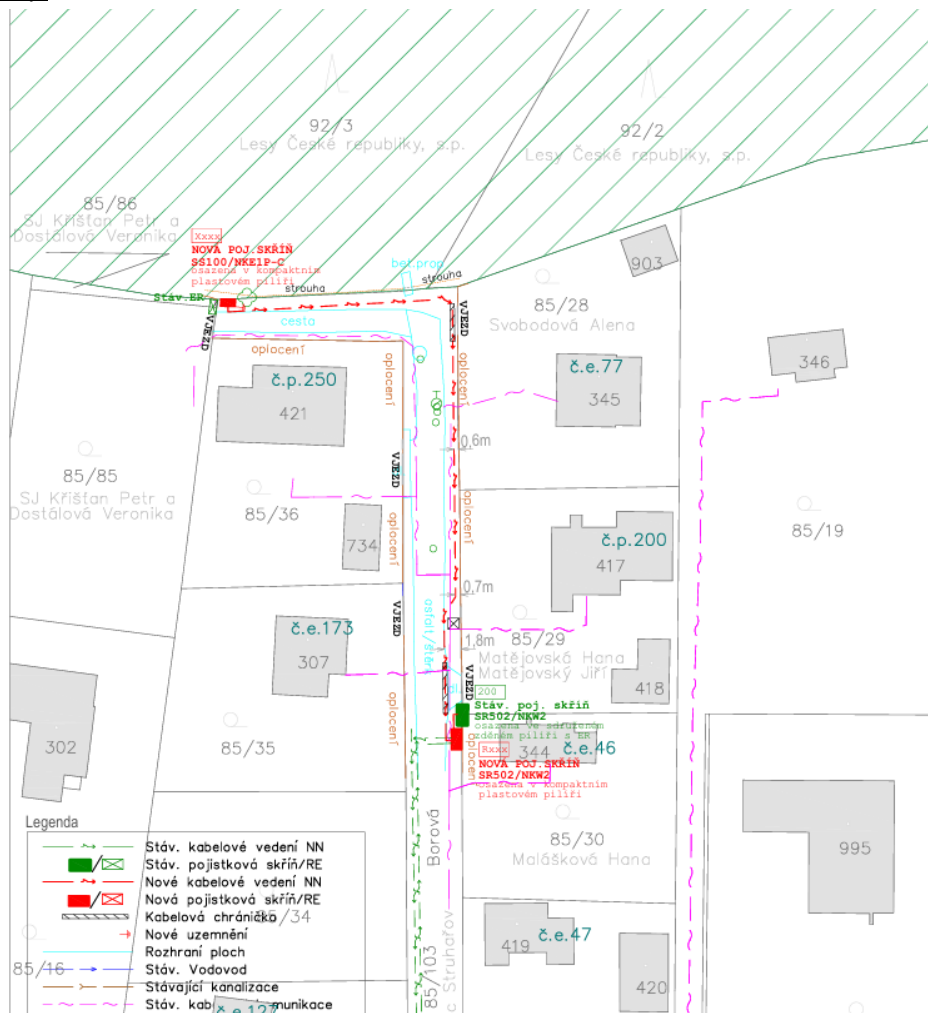 92/3
Lesy České republiky, s.p.
92/2
Lesy České republiky, s.p.
85/86
SJ Křišťan Petr a
Dostálová Veronika
Xxxx
NOVÁ POJ.SKŘÍŇ
SS100/NKE1P-C
osazena v kompaktním
plastovém pilíři
bet.prop
strouha
strouha
Stáv.ER
VJEZD
cesta
oplocení
VJEZD
903
85/28
Svobodová Alena
č.e.77
345
346
č.p.250
421
oplocení
oplocení
0,6m
VJEZD
85/85
SJ Křišťan Petr a
Dostálová Veronika
85/36
734
oplocení
oplocení
85/19
č.p.200
417
0,7m
VJEZD
č.e.173
307
asfalt/štěrk
85/29
1,8m
Matějovská Hana
Matějovský Jiří
VJEZD
418
200
Stáv. poj. skříň
SR502/NKW2
osazena ve sdruženém
zděném pilíři s ER
oplocení
302
85/35
Rxxx
344
č.e.46
oplocení
NOVÁ POJ.SKŘÍŇ
SR502/NKW2
osazena v kompaktním
plastovém pilíři
85/30
Malášková Hana
Borová
995
Legenda
Stáv. kabelové vedení NN
Stáv. pojistková skříň/RE
Nové kabelové vedení NN
Nová pojistková skříň/RE
Kabelová chránička
85/34
Nové uzemnění
Rozhraní ploch
85/16
Stáv. Vodovod
Stávající kanalizace
Stáv. kab munikace
č.e.127
85/103
c Struhařov
419
č.e.47
420